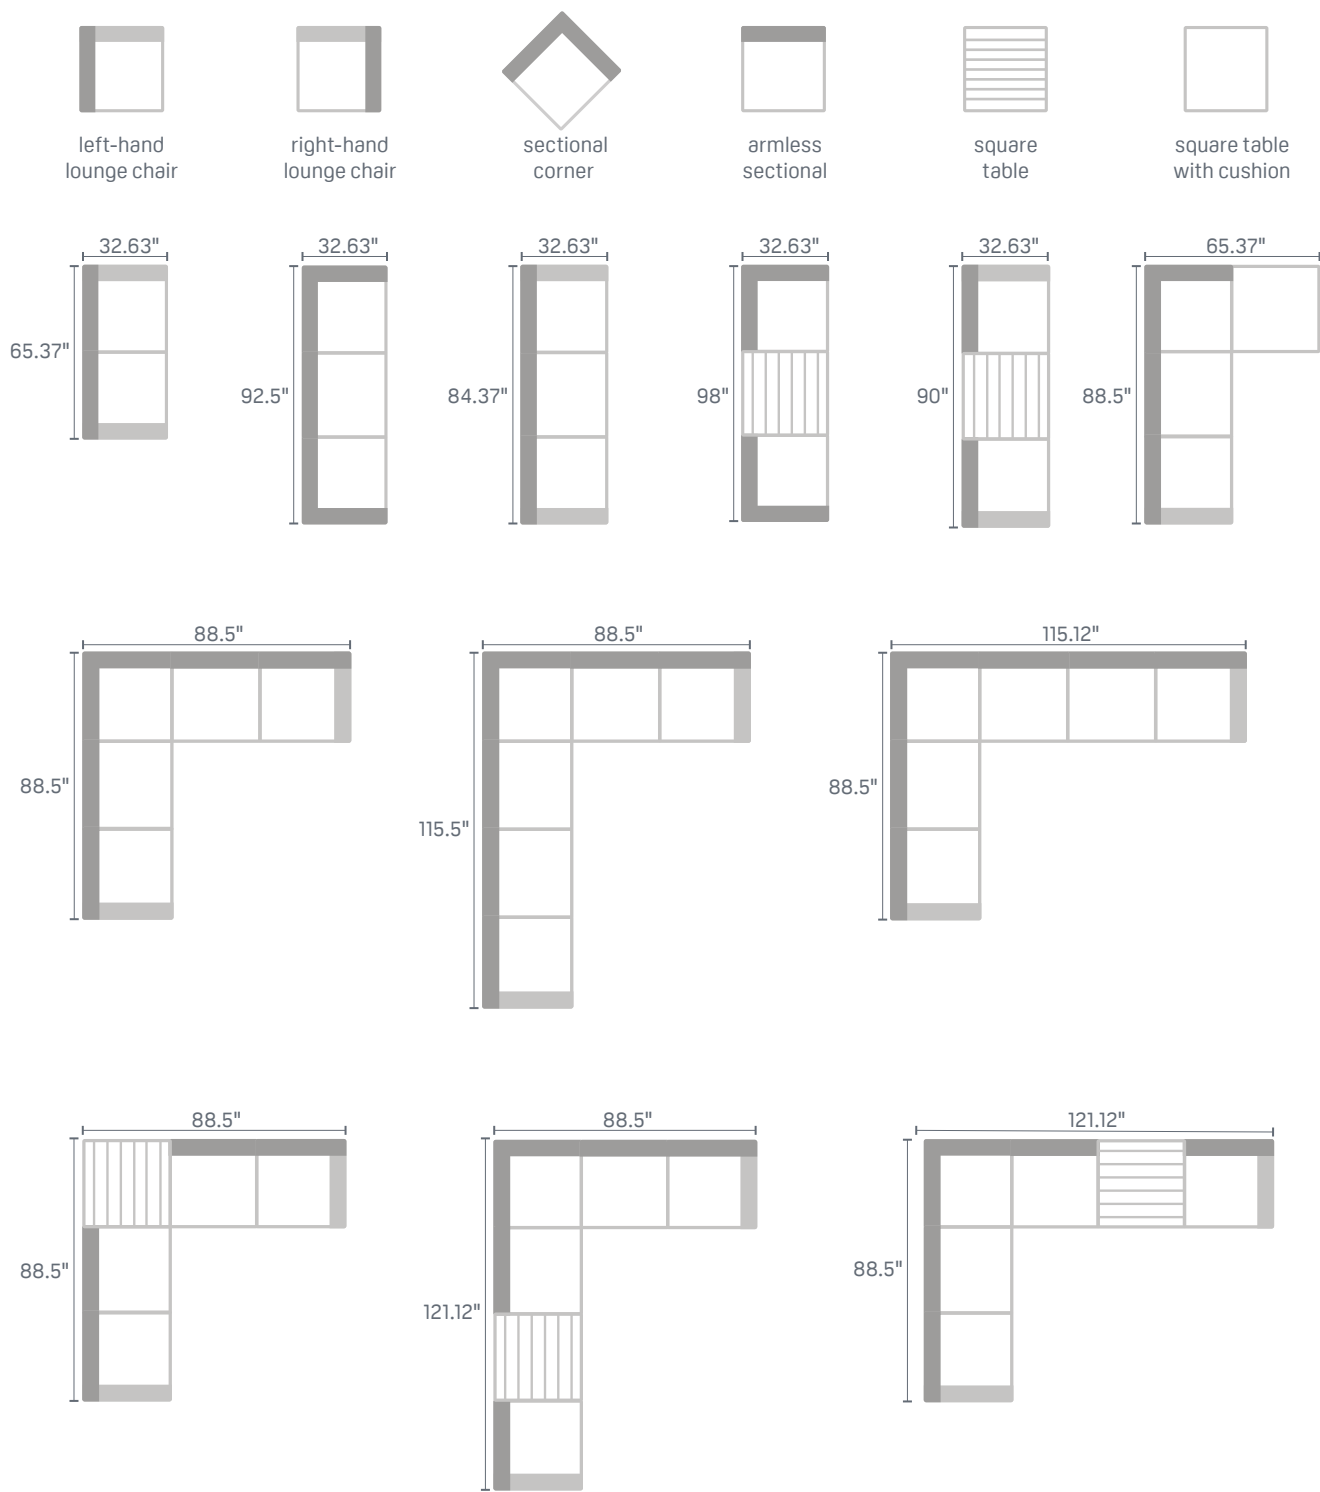 left-hand
lounge chair
right-hand
lounge chair
sectional
corner
armless
sectional
square
table
square table
with cushion
32.63"
32.63"
32.63"
32.63"
32.63"
65.37"
65.37"
92.5"
84.37"
98"
90"
88.5"
88.5"
88.5"
115.12"
88.5"
115.5"
88.5"
88.5"
88.5"
121.12"
88.5"
121.12"
88.5"